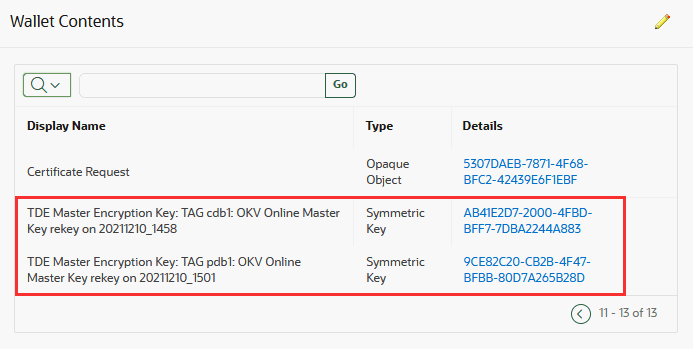 Wallet Contents
Go
Display Name Type Details
Certificate Request
Opaque
Object
5307DAEB-7871-4F68-
BFC2-42439E6F1EBF
TDE Master Encryption Key: TAG cdb1: OKV Online Master
Key rekey on 20211210_1458
Symmetric
Key
AB41E2D7-2000-4FBD-
BFF7-7DBA2244A883
TDE Master Encryption Key: TAG pdb1: OKV Online
Master Key rekey on 20211210_1501
Symmetric
Key
9CE82C20-CB2B-4F47-
BFBB-80D7A265B28D
11 - 13 of 13